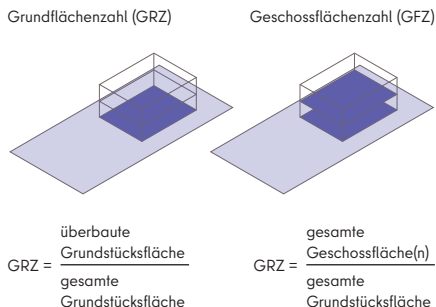 Grundflächenzahl (GRZ)
Geschossflächenzahl (GFZ)
GRZ =
überbaute
Grundstücksfläche
gesamte
Grundstücksfläche
GRZ =
gesamte
Geschossfläche(n)
gesamte
Grundstücksfläche